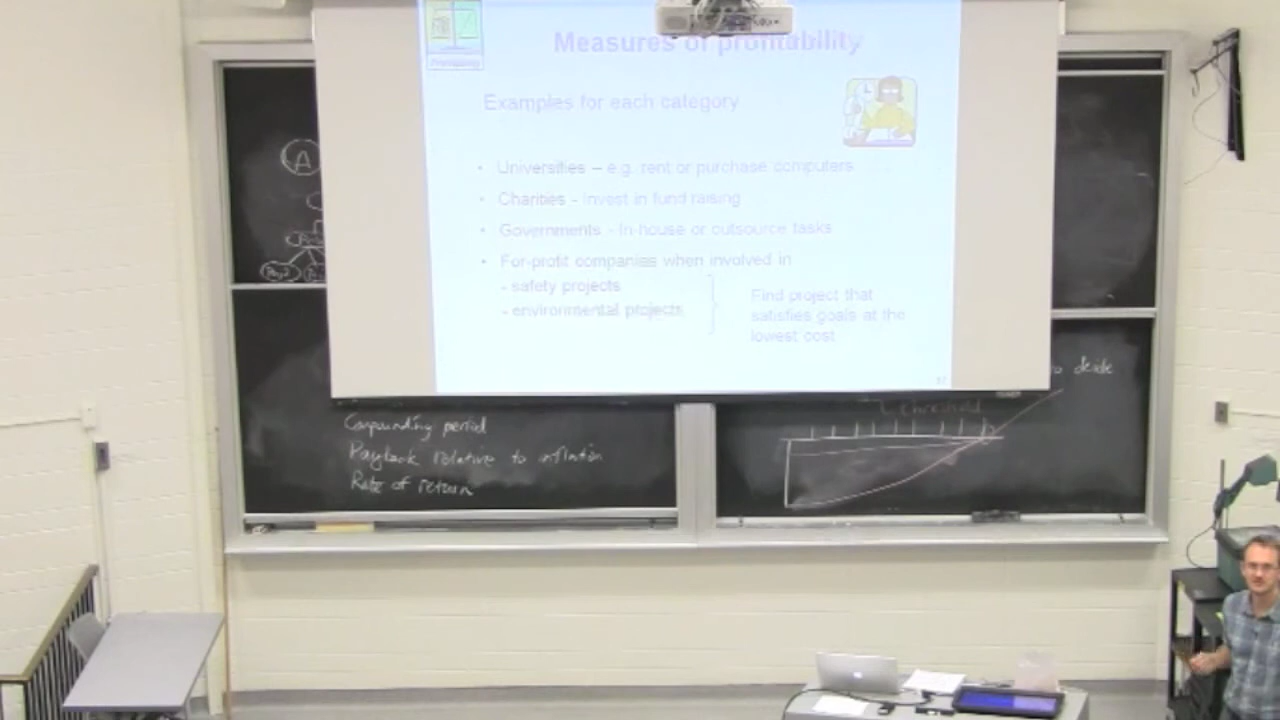 Profitability
Measures of profitability
Examples for each category
• Universities – e.g. rent or purchase computers
• Charities - Invest in fund raising
• Governments - In house or outsource tasks
• For-profit companies when involved in
- safety projects
- environmental projects
Find project that
satisfies goals at the
lowest cost
A
to decide
Compounding period
Payback relative to inflation
Rate of return
threshold